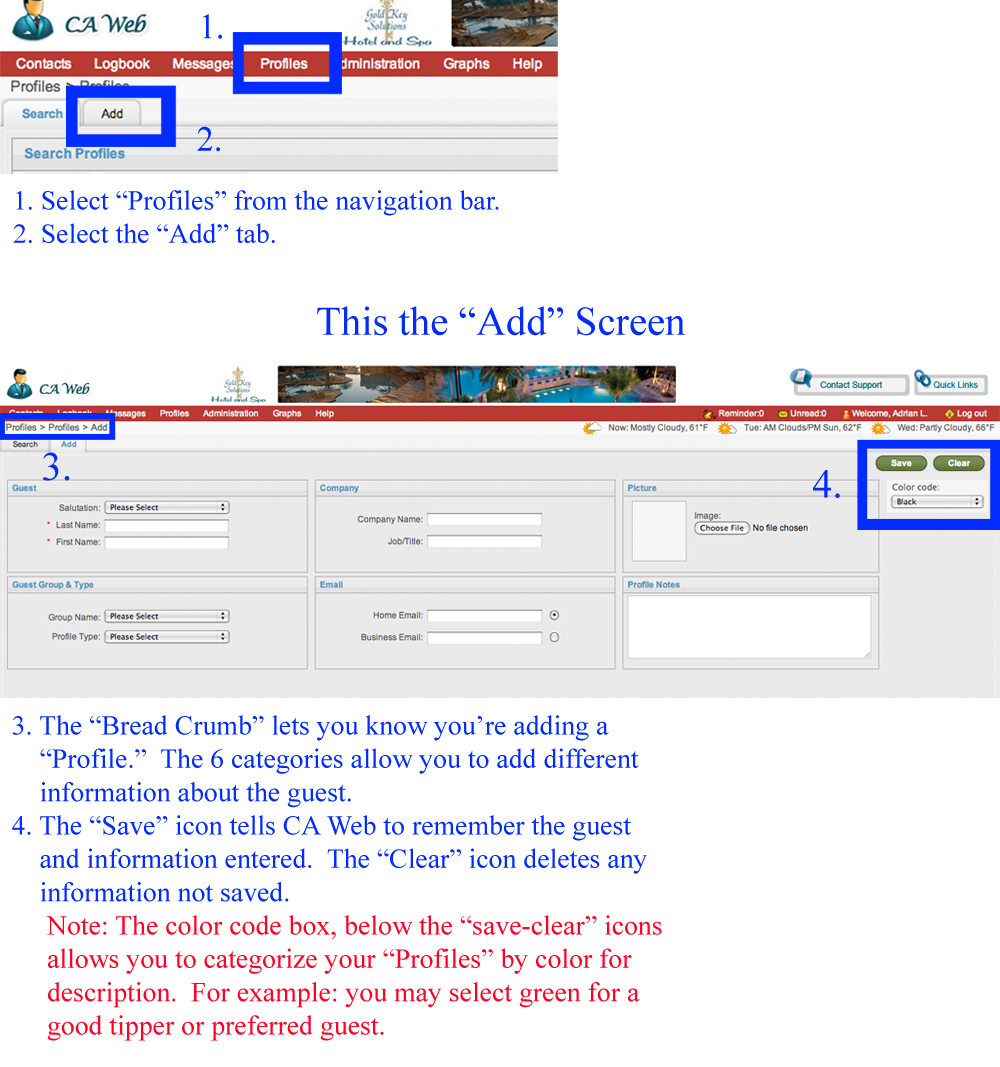 CA Web
1.
Gold Key
Solutions
Hotel and Spa
Contacts Logbook Messages Profiles Administration Graphs Help
Profiles > Profiles
Search Add
2.
Search Profiles
1. Select “Profiles” from the navigation bar.
2. Select the “Add” tab.
This the “Add” Screen
CA Web
Gold Key
Solutions
Hotel and Spa
Contact Support
Quick Links
Contacts Logbook Messages Profiles Administration Graphs Help Reminder:0 Unread:0 Welcome, Adrian L. Log out
Profiles > Profiles > Add Now: Mostly Cloudy, 61°F Tue: AM Clouds/PM Sun, 62°F Wed: Partly Cloudy, 66°F
Search Add
3.
4.
Save Clear
Color code:
Black
Guest
Salutation: Please Select
* Last Name:
* First Name:
Company
Company Name:
Job/Title:
Picture
Image:
Choose File No file chosen
Guest Group & Type
Group Name: Please Select
Profile Type: Please Select
Email
Home Email:
Business Email:
Profile Notes
3. The “Bread Crumb” lets you know you’re adding a
“Profile.”  The 6 categories allow you to add different
information about the guest.
4. The “Save” icon tells CA Web to remember the guest
and information entered.  The “Clear” icon deletes any
information not saved.
Note: The color code box, below the “save-clear” icons
allows you to categorize your “Profiles” by color for
description.  For example: you may select green for a
good tipper or preferred guest.